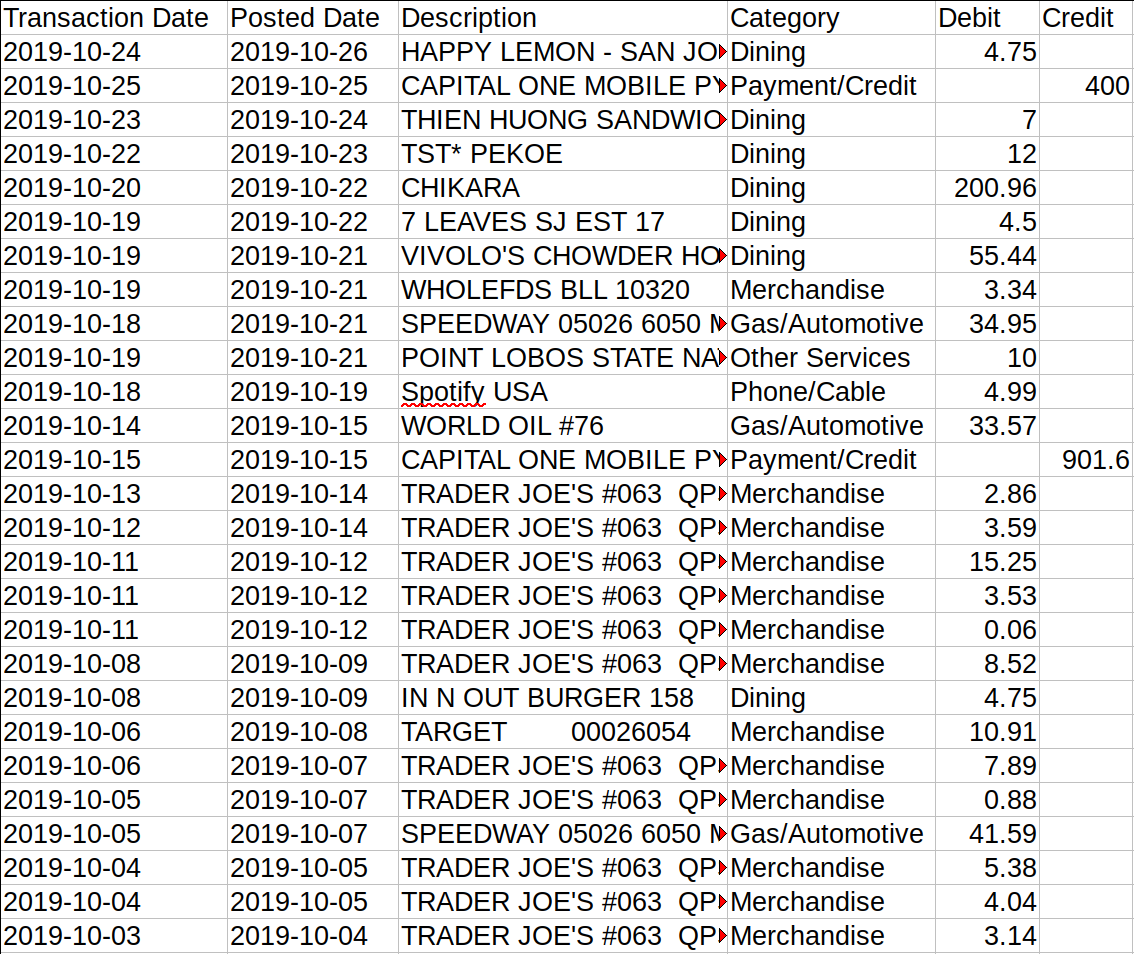 Transaction Date Posted Date Description Category Debit Credit
2019-10-24 2019-10-26 HAPPY LEMON - SAN JO Dining 4.75
2019-10-25 2019-10-25 CAPITAL ONE MOBILE PY Payment/Credit 400
2019-10-23 2019-10-24 THIEN HUONG SANDWIC Dining 7
2019-10-22 2019-10-23 TST* PEKOE Dining 12
2019-10-20 2019-10-22 CHIKARA Dining 200.96
2019-10-19 2019-10-22 7 LEAVES SJ EST 17 Dining 4.5
2019-10-19 2019-10-21 VIVOLO'S CHOWDER HO Dining 55.44
2019-10-19 2019-10-21 WHOLEFDS BLL 10320 Merchandise 3.34
2019-10-18 2019-10-21 SPEEDWAY 05026 6050 M Gas/Automotive 34.95
2019-10-19 2019-10-21 POINT LOBOS STATE NA Other Services 10
2019-10-18 2019-10-19 Spotify USA Phone/Cable 4.99
2019-10-14 2019-10-15 WORLD OIL #76 Gas/Automotive 33.57
2019-10-15 2019-10-15 CAPITAL ONE MOBILE PY Payment/Credit 901.6
2019-10-13 2019-10-14 TRADER JOE'S #063 QP Merchandise 2.86
2019-10-12 2019-10-14 TRADER JOE'S #063 QP Merchandise 3.59
2019-10-11 2019-10-12 TRADER JOE'S #063 QP Merchandise 15.25
2019-10-11 2019-10-12 TRADER JOE'S #063 QP Merchandise 3.53
2019-10-11 2019-10-12 TRADER JOE'S #063 QP Merchandise 0.06
2019-10-08 2019-10-09 TRADER JOE'S #063 QP Merchandise 8.52
2019-10-08 2019-10-09 IN N OUT BURGER 158 Dining 4.75
2019-10-06 2019-10-08 TARGET 00026054 Merchandise 10.91
2019-10-06 2019-10-07 TRADER JOE'S #063 QP Merchandise 7.89
2019-10-05 2019-10-07 TRADER JOE'S #063 QP Merchandise 0.88
2019-10-05 2019-10-07 SPEEDWAY 05026 6050 M Gas/Automotive 41.59
2019-10-04 2019-10-05 TRADER JOE'S #063 QP Merchandise 5.38
2019-10-04 2019-10-05 TRADER JOE'S #063 QP Merchandise 4.04
2019-10-03 2019-10-04 TRADER JOE'S #063 QP Merchandise 3.14